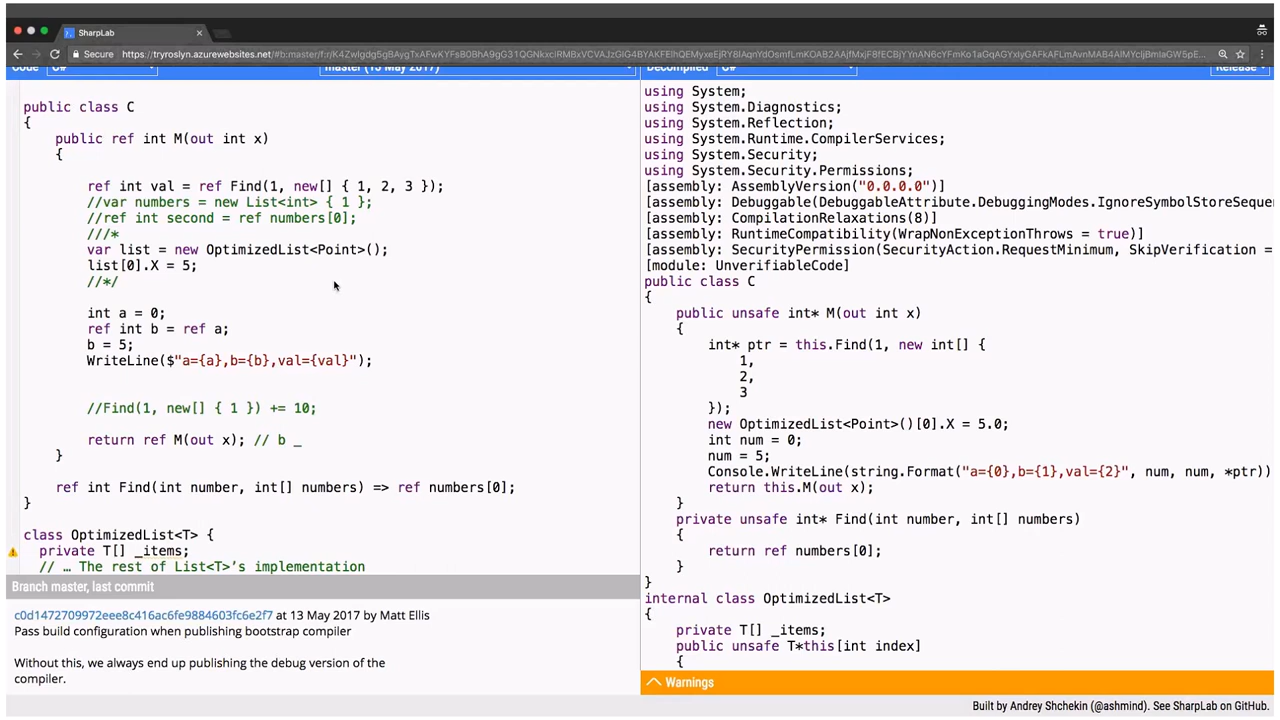 SharpLab
Secure
https://tryroslyn.azurewebsites.net/
Code C# master (13 May 2017)
Decompiled C# Release
public class C
{
public ref int M(out int x)
{
ref int val = ref Find(1, new[] { 1, 2, 3 });
//var numbers = new List<int> { 1 };
//ref int second = ref numbers[0];
///*
var list = new OptimizedList<Point>();
list[0].X = 5;
//*/
int a = 0;
ref int b = ref a;
b = 5;
WriteLine($"a={a},b={b},val={val}");
//Find(1, new[] { 1 }) += 10;
return ref M(out x); // b _
}
ref int Find(int number, int[] numbers) => ref numbers[0];
}
class OptimizedList<T> {
private T[] _items;
// … The rest of List<T>’s implementation
Branch master, last commit
c0d1472709972eee8c416ac6fe9884603fc6e2f7 at 13 May 2017 by Matt Ellis
Pass build configuration when publishing bootstrap compiler
Without this, we always end up publishing the debug version of the
compiler.
using System;
using System.Diagnostics;
using System.Reflection;
using System.Runtime.CompilerServices;
using System.Security;
using System.Security.Permissions;
[assembly: AssemblyVersion("0.0.0.0")]
[assembly: Debuggable(DebuggableAttribute.DebuggingModes.IgnoreSymbolStoreSequen
[assembly: CompilationRelaxations(8)]
[assembly: RuntimeCompatibility(WrapNonExceptionThrows = true)]
[assembly: SecurityPermission(SecurityAction.RequestMinimum, SkipVerification =
[module: UnverifiableCode]
public class C
{
public unsafe int* M(out int x)
{
int* ptr = this.Find(1, new int[] {
1,
2,
3
});
new OptimizedList<Point>()[0].X = 5.0;
int num = 0;
num = 5;
Console.WriteLine(string.Format("a={0},b={1},val={2}", num, num, *ptr))
return this.M(out x);
}
private unsafe int* Find(int number, int[] numbers)
{
return ref numbers[0];
}
}
internal class OptimizedList<T>
{
private T[] _items;
public unsafe T*this[int index]
{
Warnings
Built by Andrey Shchekin (@ashmind). See SharpLab on GitHub.